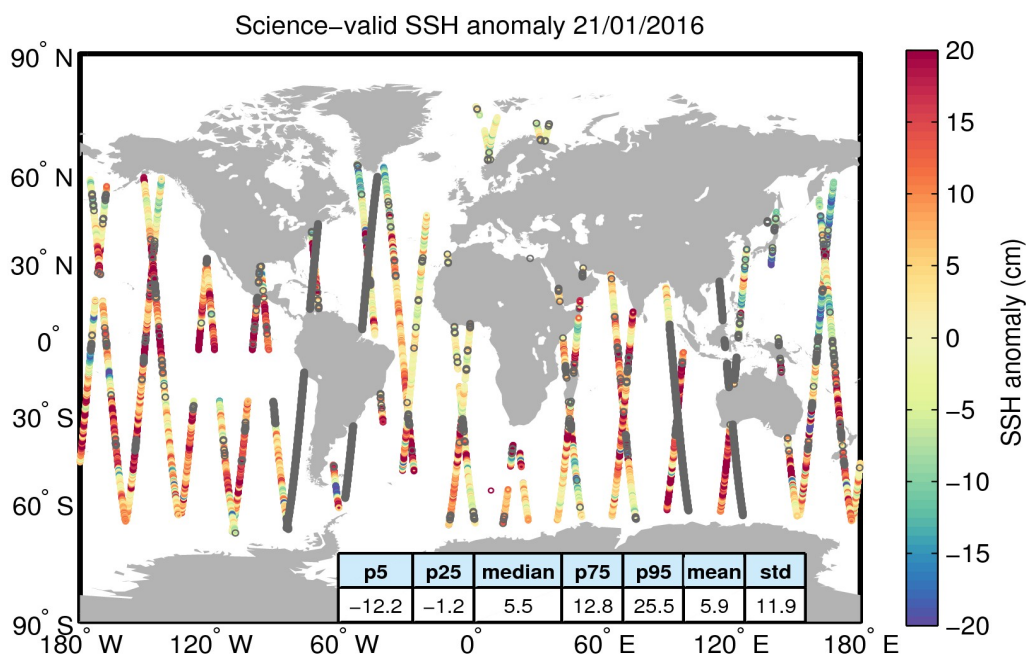 Science−valid SSH anomaly 21/01/2016
90° N
60° N
30° N
0°
30° S
60° S
90° S
180° W
120° W
60° W
0°
60° E
120° E
180° E
p5 p25 median p75 p95 mean std
−12.2 −1.2 5.5 12.8 25.5 5.9 11.9
20
15
10
5
0
−5
−10
−15
−20
SSH anomaly (cm)